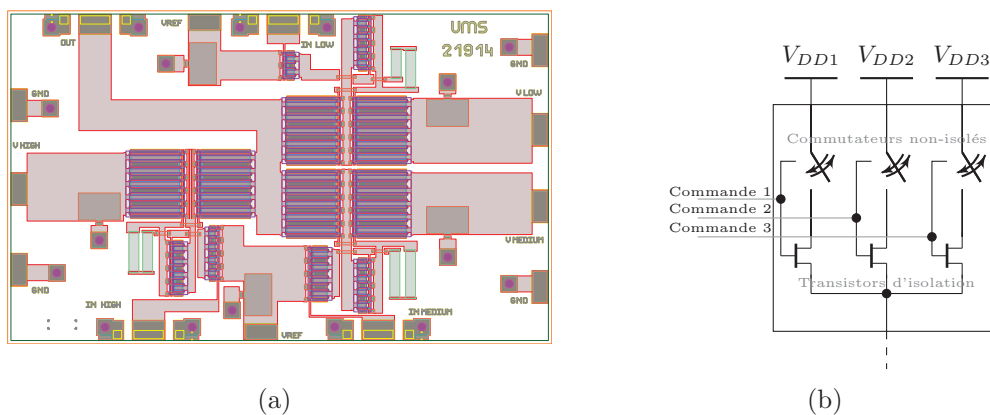 VREF
UMS
21914
OUT
IN LOW
GND
GND
V LOW
V HIGH
V MEDIUM
GND
GND
IN HIGH
IN MEDIUM
VREF
(a)
VDD1 VDD2 VDD3
Commutateurs non-isolés
Commande 1
Commande 2
Commande 3
Transistors d'isolation
(b)